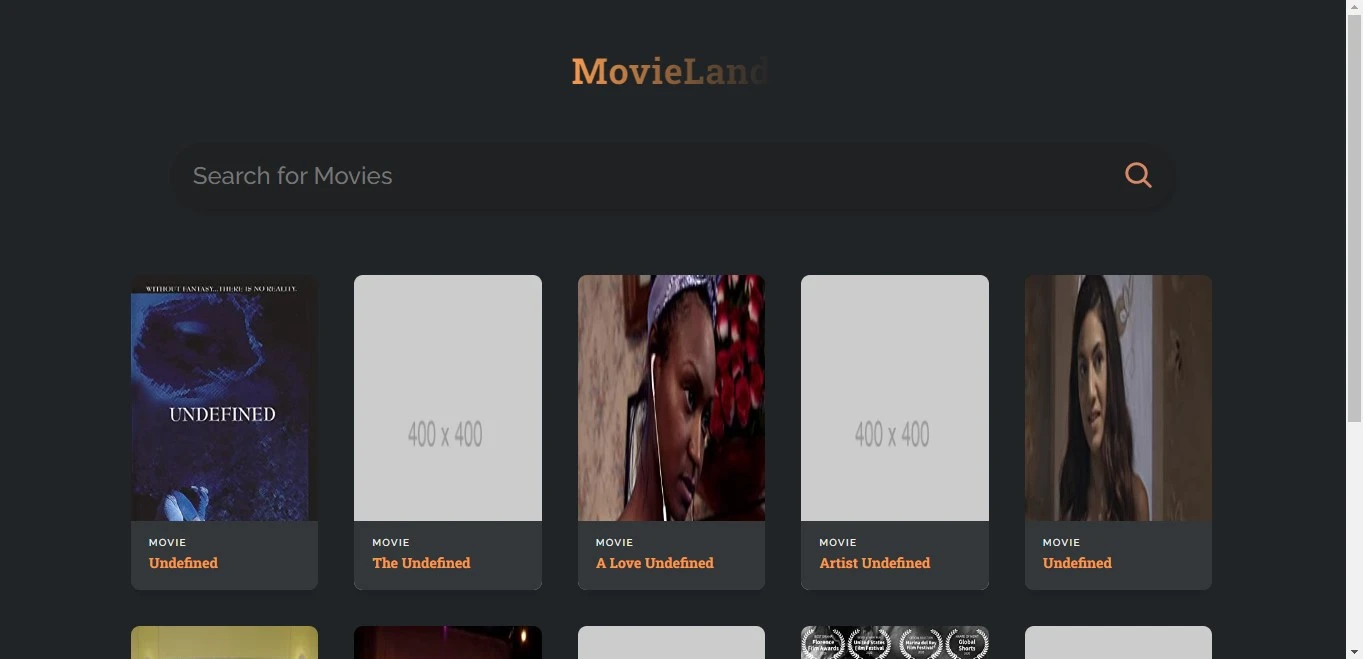 MovieLand
Search for Movies
WITHOUT FANTASY...THERE IS NO REALITY.
UNDEFINED
400 x 400
400 x 400
MOVIE
Undefined
MOVIE
The Undefined
MOVIE
A Love Undefined
MOVIE
Artist Undefined
MOVIE
Undefined
Florence
Film Awards
United States
Film Festival
Marina del Rey
Film Festival
Global
Shorts